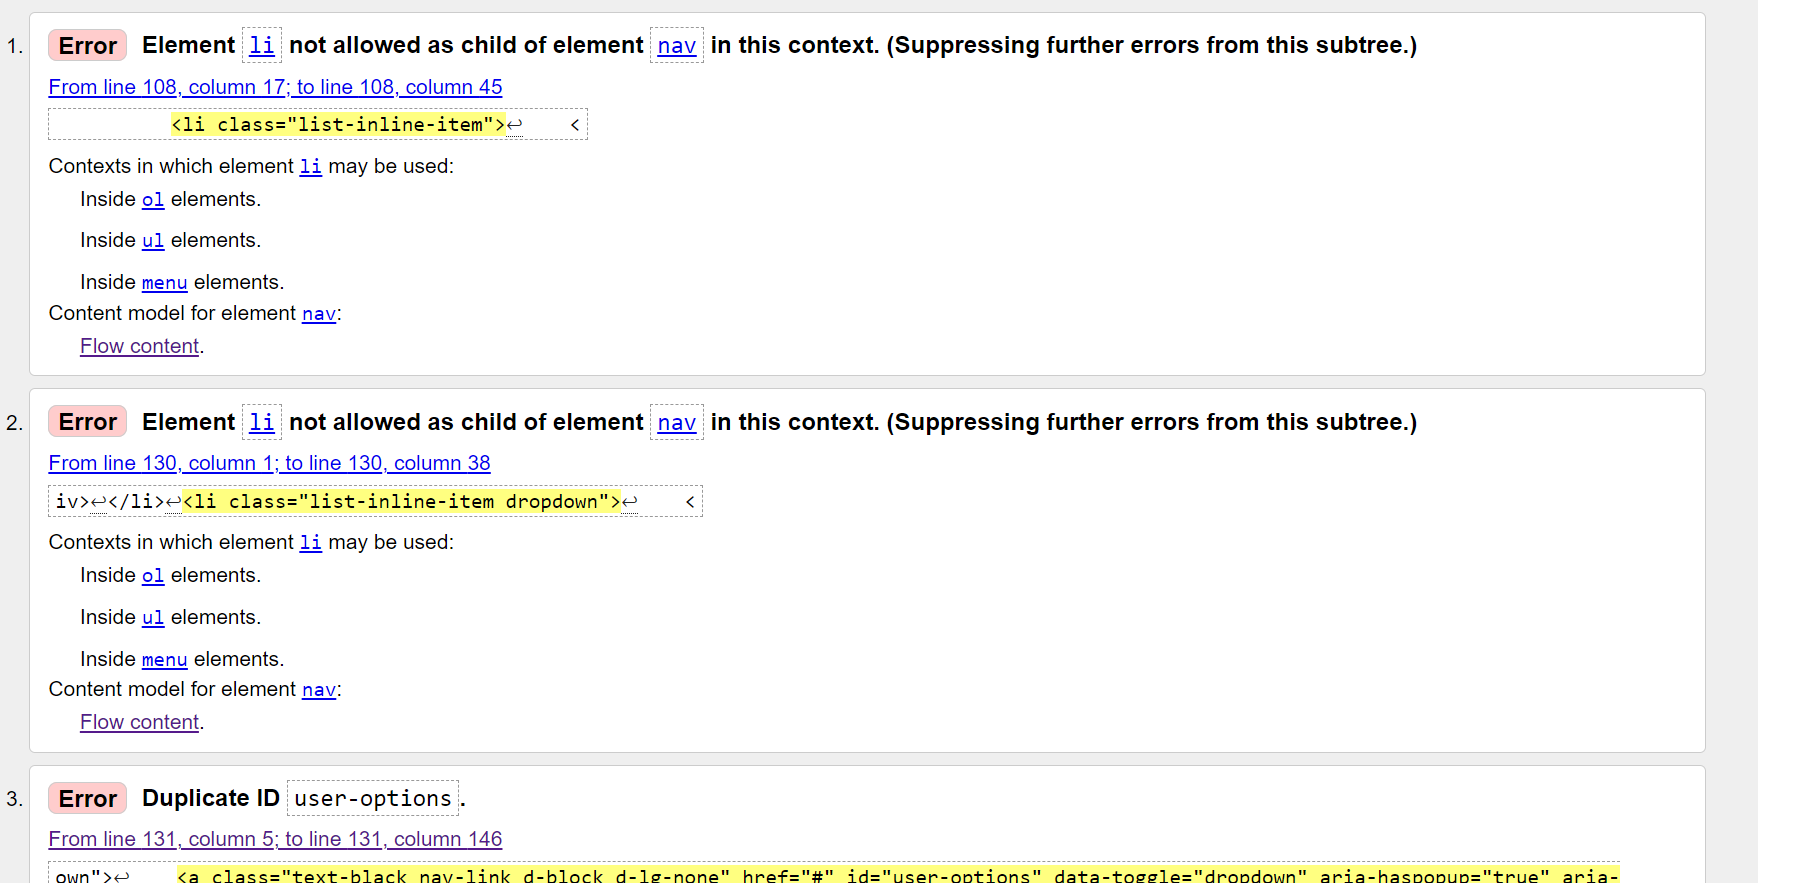 1. Error Element li not allowed as child of element nav in this context. (Suppressing further errors from this subtree.)
From line 108, column 17; to line 108, column 45
<li class="list-inline-item">↩ <
Contexts in which element li may be used:
Inside ol elements.
Inside ul elements.
Inside menu elements.
Content model for element nav:
Flow content.
2. Error Element li not allowed as child of element nav in this context. (Suppressing further errors from this subtree.)
From line 130, column 1; to line 130, column 38
iv>↩</li>↩<li class="list-inline-item dropdown">↩ <
Contexts in which element li may be used:
Inside ol elements.
Inside ul elements.
Inside menu elements.
Content model for element nav:
Flow content.
3. Error Duplicate ID user-options.
From line 131, column 5; to line 131, column 146
own">↩ <a class="text-black nav-link d-block d-lg-none" href="#" id="user-options" data-toggle="dropdown" aria-haspopup="true" aria-